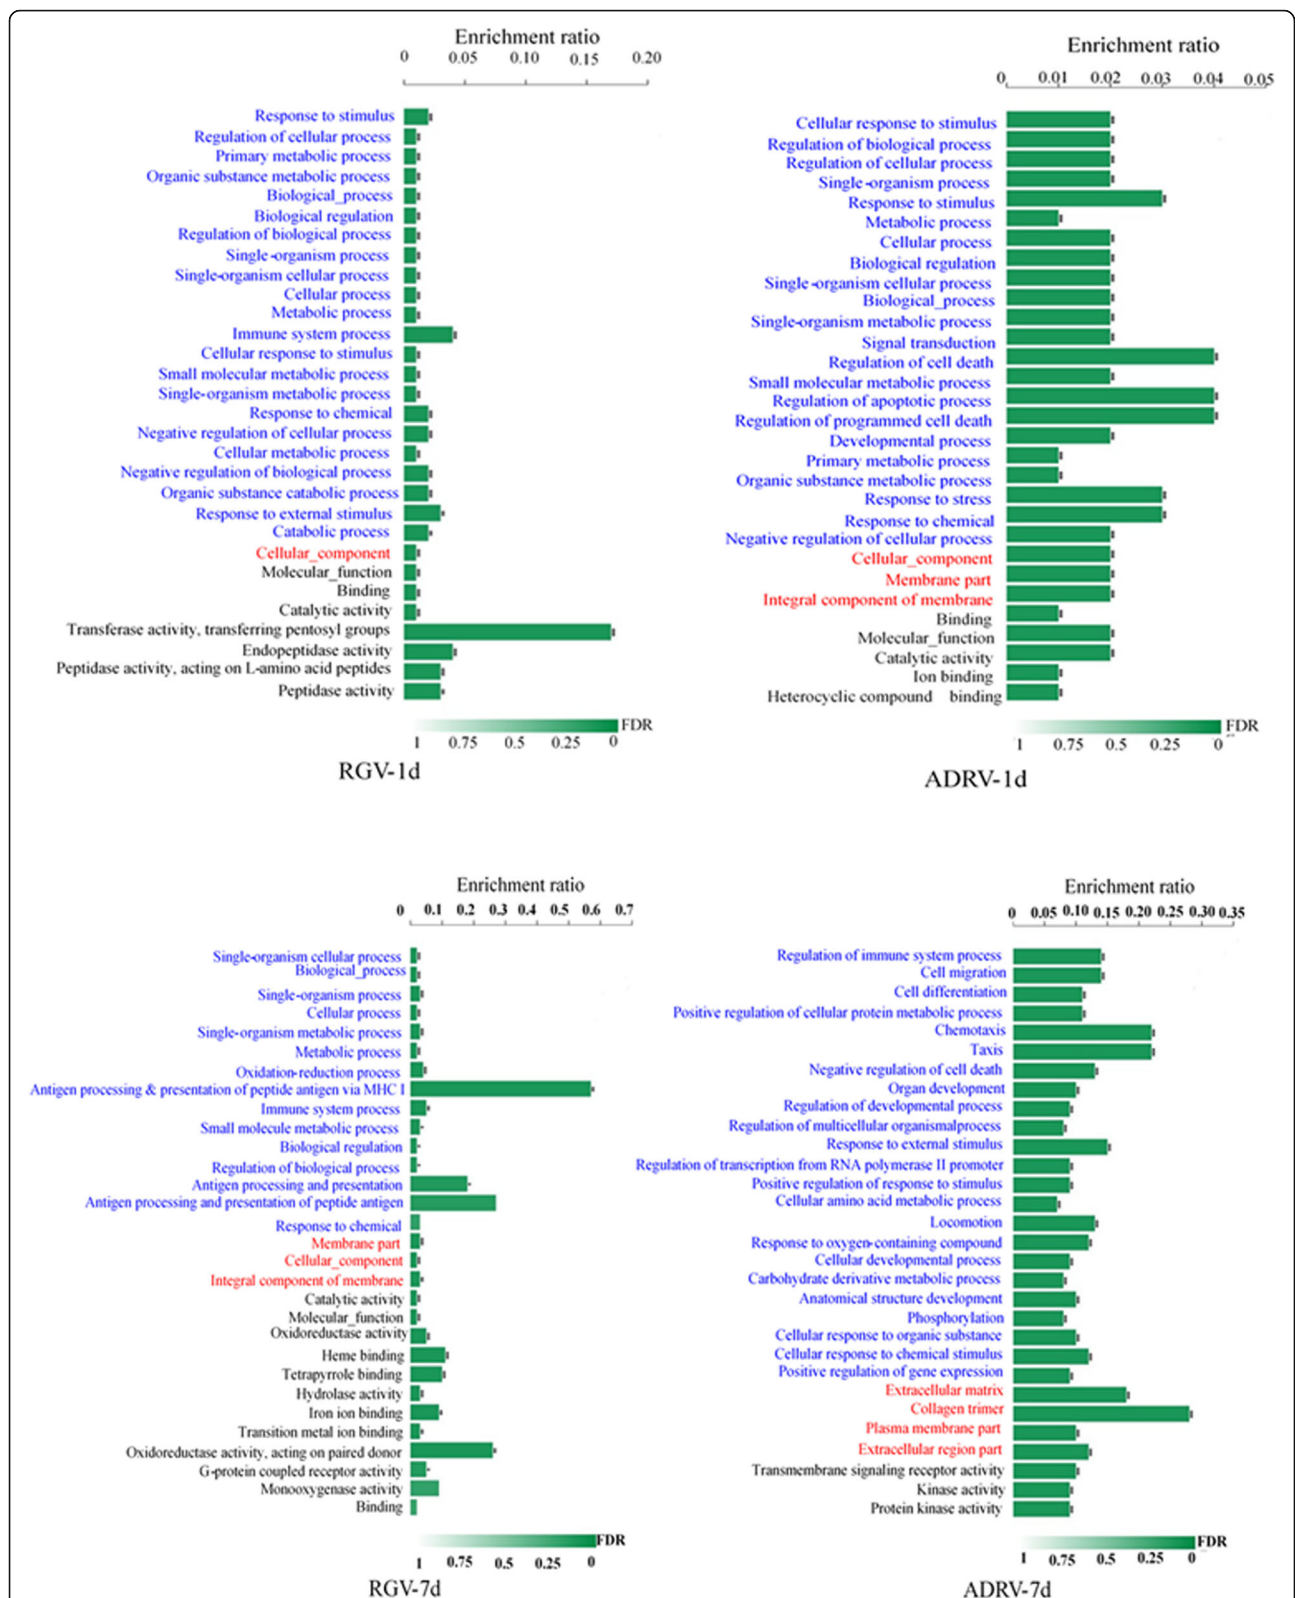 Enrichment ratio
0 0.05 0.10 0.15 0.20
Response to stimulus
Regulation of cellular process
Primary metabolic process
Organic substance metabolic process
Biological_process
Biological regulation
Regulation of biological process
Single-organism process
Single-organism cellular process
Cellular process
Metabolic process
Immune system process
Cellular response to stimulus
Small molecular metabolic process
Single-organism metabolic process
Response to chemical
Negative regulation of cellular process
Cellular metabolic process
Negative regulation of biological process
Organic substance catabolic process
Response to external stimulus
Catabolic process
Cellular_component
Molecular_function
Binding
Catalytic activity
Transferase activity, transferring pentosyl groups
Endopeptidase activity
Peptidase activity, acting on L-amino acid peptides
Peptidase activity
FDR
1 0.75 0.5 0.25 0
RGV-1d
Enrichment ratio
0 0.01 0.02 0.03 0.04 0.05
Cellular response to stimulus
Regulation of biological process
Regulation of cellular process
Single-organism process
Response to stimulus
Metabolic process
Cellular process
Biological regulation
Single-organism cellular process
Biological_process
Single-organism metabolic process
Signal transduction
Regulation of cell death
Small molecular metabolic process
Regulation of apoptotic process
Regulation of programmed cell death
Developmental process
Primary metabolic process
Organic substance metabolic process
Response to stress
Response to chemical
Negative regulation of cellular process
Cellular_component
Membrane part
Integral component of membrane
Binding
Molecular_function
Catalytic activity
Ion binding
Heterocyclic compound binding
FDR
1 0.75 0.5 0.25 0
ADRV-1d
Enrichment ratio
0 0.1 0.2 0.3 0.4 0.5 0.6 0.7
Single-organism cellular process
Biological_process
Single-organism process
Cellular process
Single-organism metabolic process
Metabolic process
Oxidation-reduction process
Antigen processing & presentation of peptide antigen via MHC I
Immune system process
Small molecule metabolic process
Biological regulation
Regulation of biological process
Antigen processing and presentation
Antigen processing and presentation of peptide antigen
Response to chemical
Membrane part
Cellular_component
Integral component of membrane
Catalytic activity
Molecular_function
Oxidoreductase activity
Heme binding
Tetrapyrrole binding
Hydrolase activity
Iron ion binding
Transition metal ion binding
Oxidoreductase activity, acting on paired donor
G-protein coupled receptor activity
Monooxygenase activity
Binding
FDR
1 0.75 0.5 0.25 0
RGV-7d
Enrichment ratio
0 0.05 0.10 0.15 0.20 0.25 0.30 0.35
Regulation of immune system process
Cell migration
Cell differentiation
Positive regulation of cellular protein metabolic process
Chemotaxis
Taxis
Negative regulation of cell death
Organ development
Regulation of developmental process
Regulation of multicellular organismalprocess
Response to external stimulus
Regulation of transcription from RNA polymerase II promoter
Positive regulation of response to stimulus
Cellular amino acid metabolic process
Locomotion
Response to oxygen-containing compound
Cellular developmental process
Carbohydrate derivative metabolic process
Anatomical structure development
Phosphorylation
Cellular response to organic substance
Cellular response to chemical stimulus
Positive regulation of gene expression
Extracellular matrix
Collagen trimer
Plasma membrane part
Extracellular region part
Transmembrane signaling receptor activity
Kinase activity
Protein kinase activity
FDR
1 0.75 0.5 0.25 0
ADRV-7d